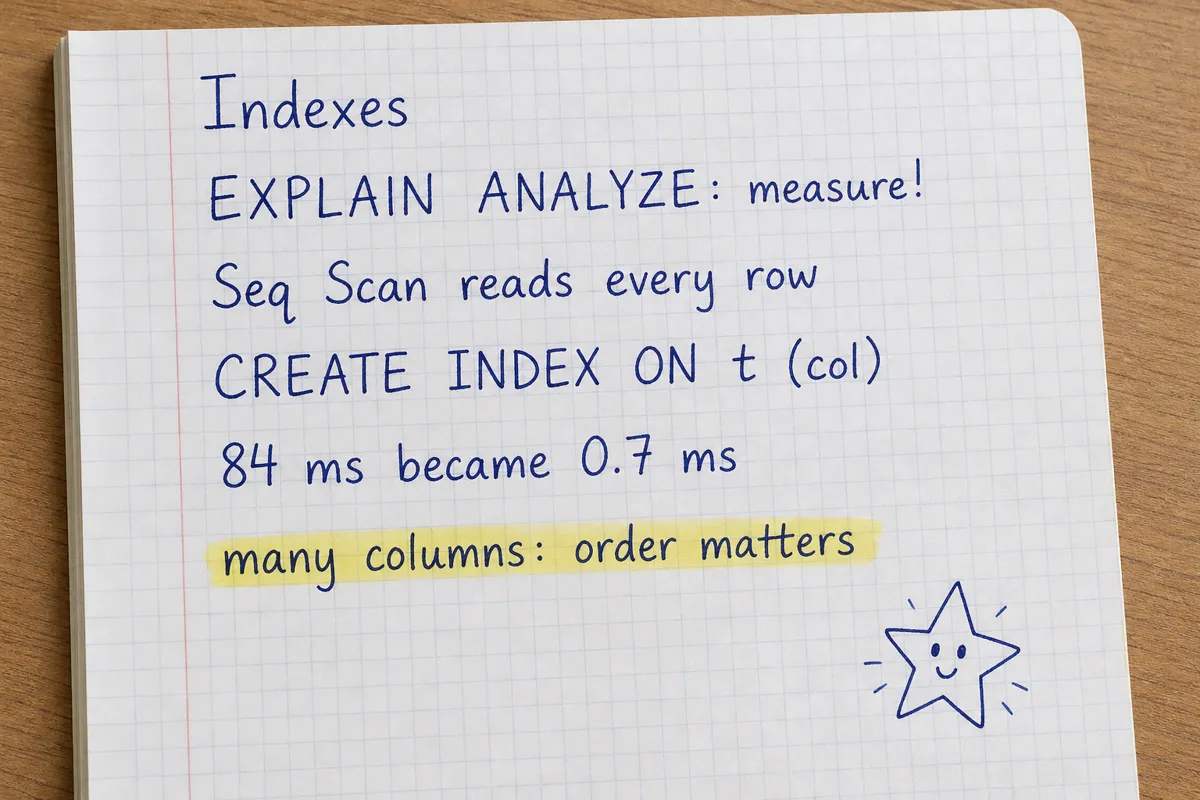 Indexes
EXPLAIN ANALYZE: measure!
Seq Scan reads every row
CREATE INDEX ON t (col)
84 ms became 0.7 ms
many columns: order matters